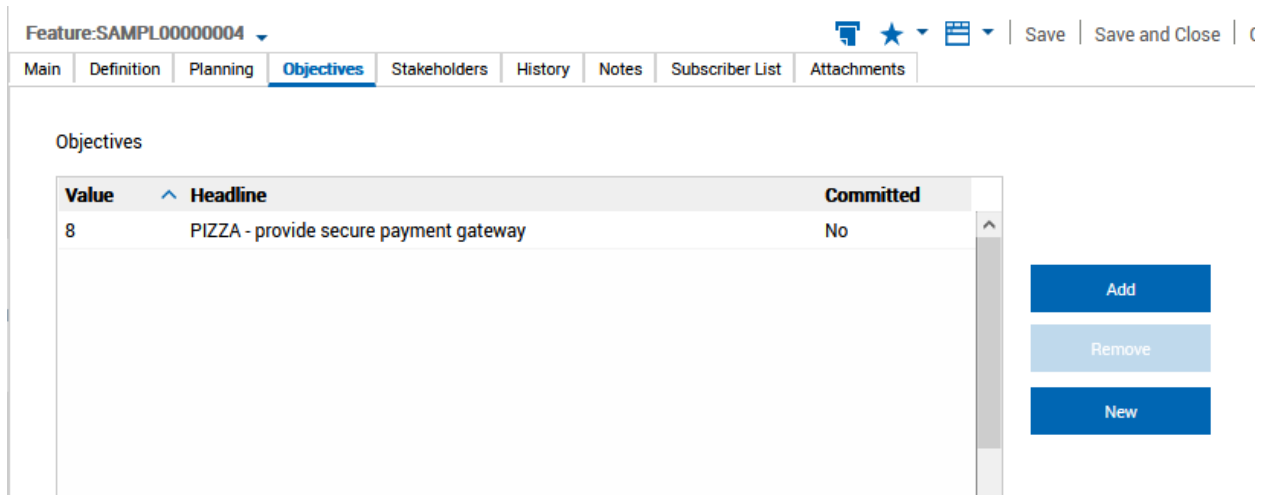 Feature:SAMPL00000004
Save | Save and Close |
Main Definition Planning Objectives Stakeholders History Notes Subscriber List Attachments
Objectives
Value Headline Committed
8 PIZZA - provide secure payment gateway No
Add
Remove
New